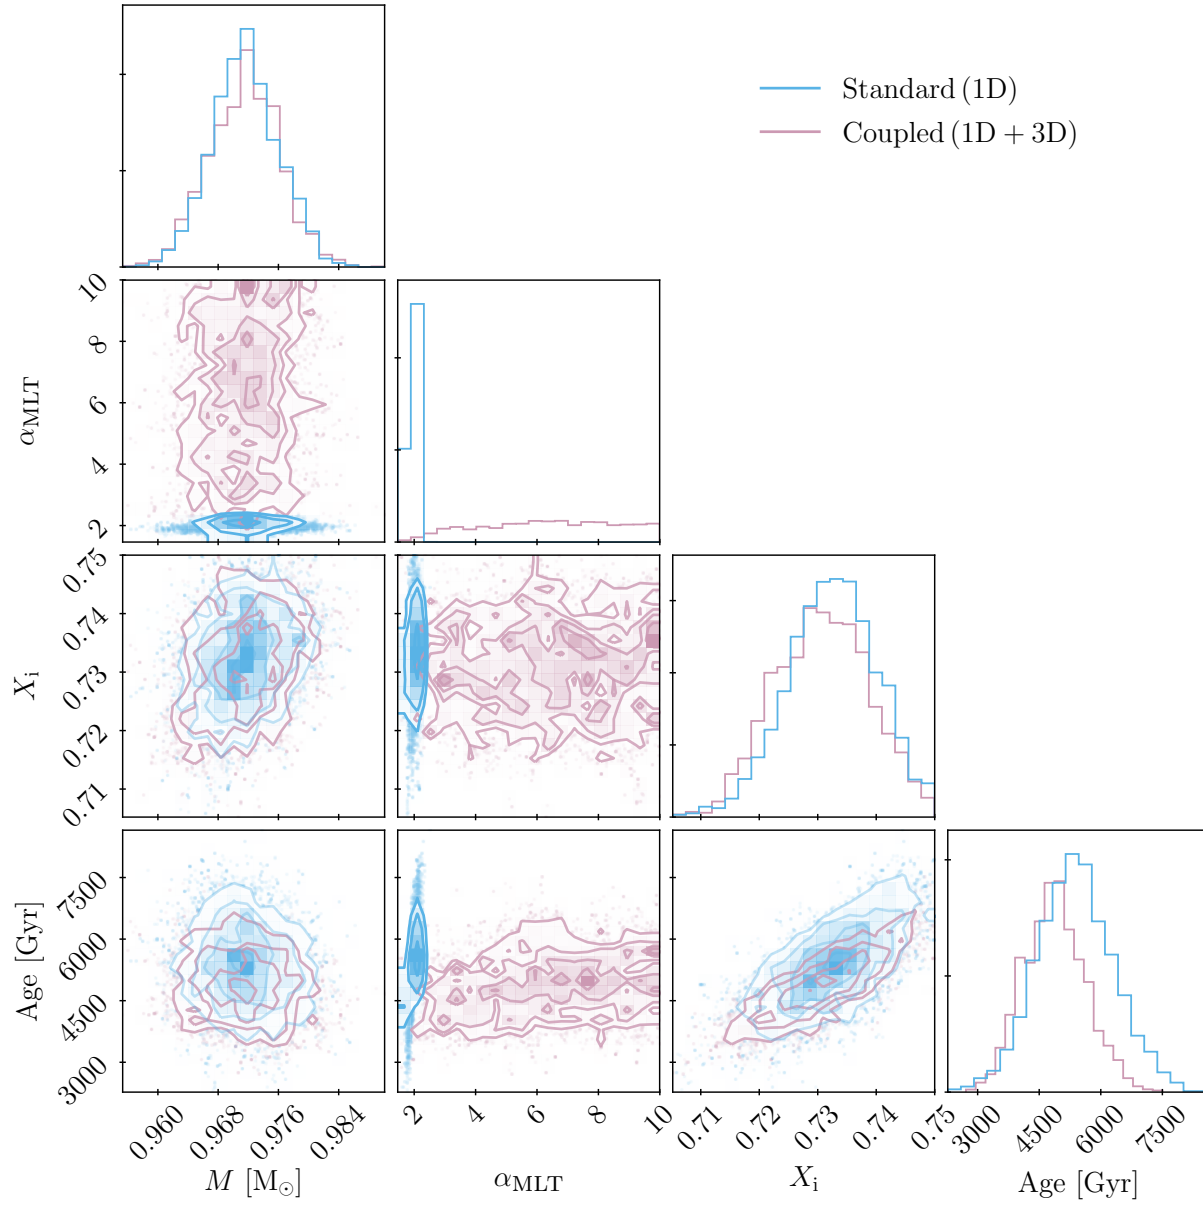 Standard (1D)
Coupled (1D + 3D)
10
8
6
4
2
α_MLT
0.75
0.74
0.73
0.72
0.71
X_i
7500
6000
4500
3000
Age [Gyr]
0.960 0.968 0.976 0.984
2 4 6 8 10
0.71 0.72 0.73 0.74 0.75
3000 4500 6000 7500
M [M_⊙]
α_MLT
X_i
Age [Gyr]